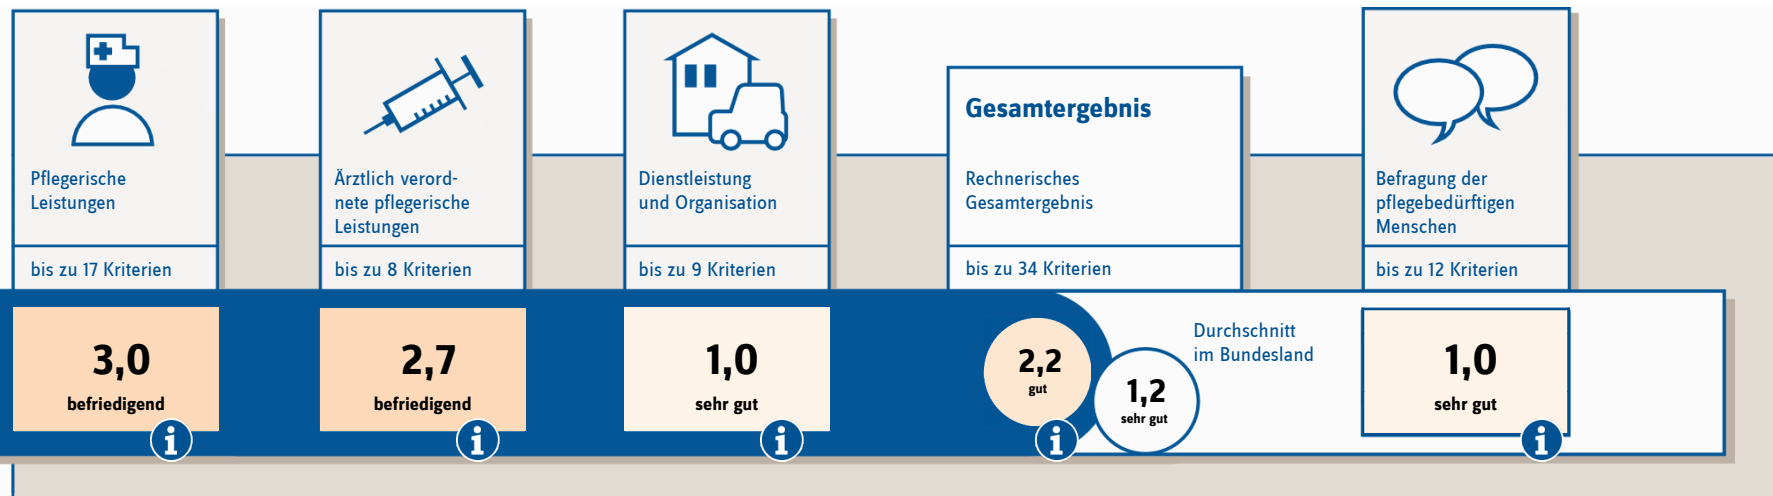 Pflegerische
Leistungen
bis zu 17 Kriterien
3,0
befriedigend
i
Ärztlich verord-
nete pflegerische
Leistungen
bis zu 8 Kriterien
2,7
befriedigend
i
Dienstleistung
und Organisation
bis zu 9 Kriterien
1,0
sehr gut
i
Gesamtergebnis
Rechnerisches
Gesamtergebnis
bis zu 34 Kriterien
2,2
gut
i
1,2
sehr gut
Durchschnitt
im Bundesland
Befragung der
pflegebedürftigen
Menschen
bis zu 12 Kriterien
1,0
sehr gut
i